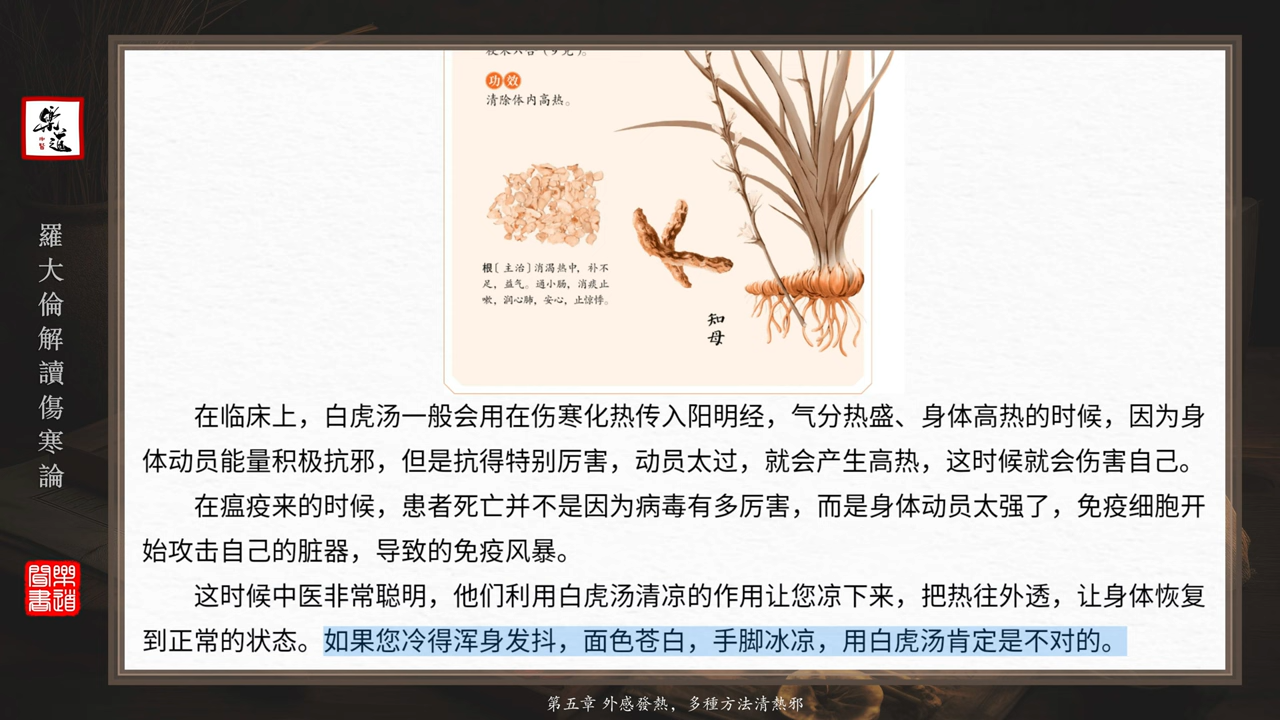 樂道
中醫
羅大倫解讀傷寒論
樂道
閱書
功效
清除体内高热。
根〔主治〕消渴热中，补不
足，益气。通小肠，消痰止
嗽，润心肺，安心，止惊悸。
知母
在临床上，白虎汤一般会用在伤寒化热传入阳明经，气分热盛、身体高热的时候，因为身
体动员能量积极抗邪，但是抗得特别厉害，动员太过，就会产生高热，这时候就会伤害自己。
在瘟疫来的时候，患者死亡并不是因为病毒有多厉害，而是身体动员太强了，免疫细胞开
始攻击自己的脏器，导致的免疫风暴。
这时候中医非常聪明，他们利用白虎汤清凉的作用让您凉下来，把热往外透，让身体恢复
到正常的状态。如果您冷得浑身发抖，面色苍白，手脚冰凉，用白虎汤肯定是不对的。
第五章 外感發熱，多種方法清熱邪